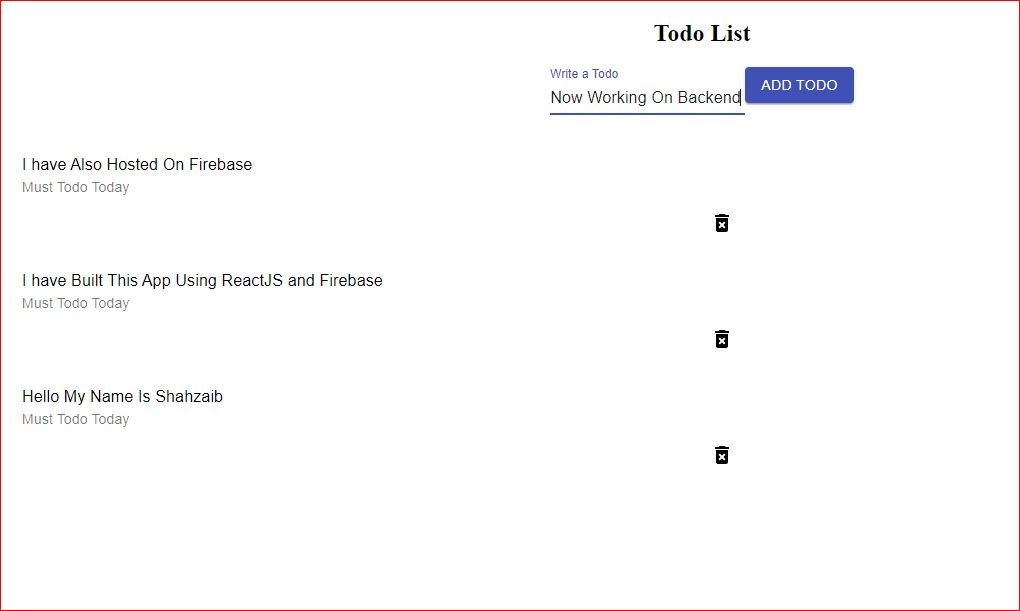 Todo List
Write a Todo
Now Working On Backend
ADD TODO
I have Also Hosted On Firebase
Must Todo Today
I have Built This App Using ReactJS and Firebase
Must Todo Today
Hello My Name Is Shahzaib
Must Todo Today